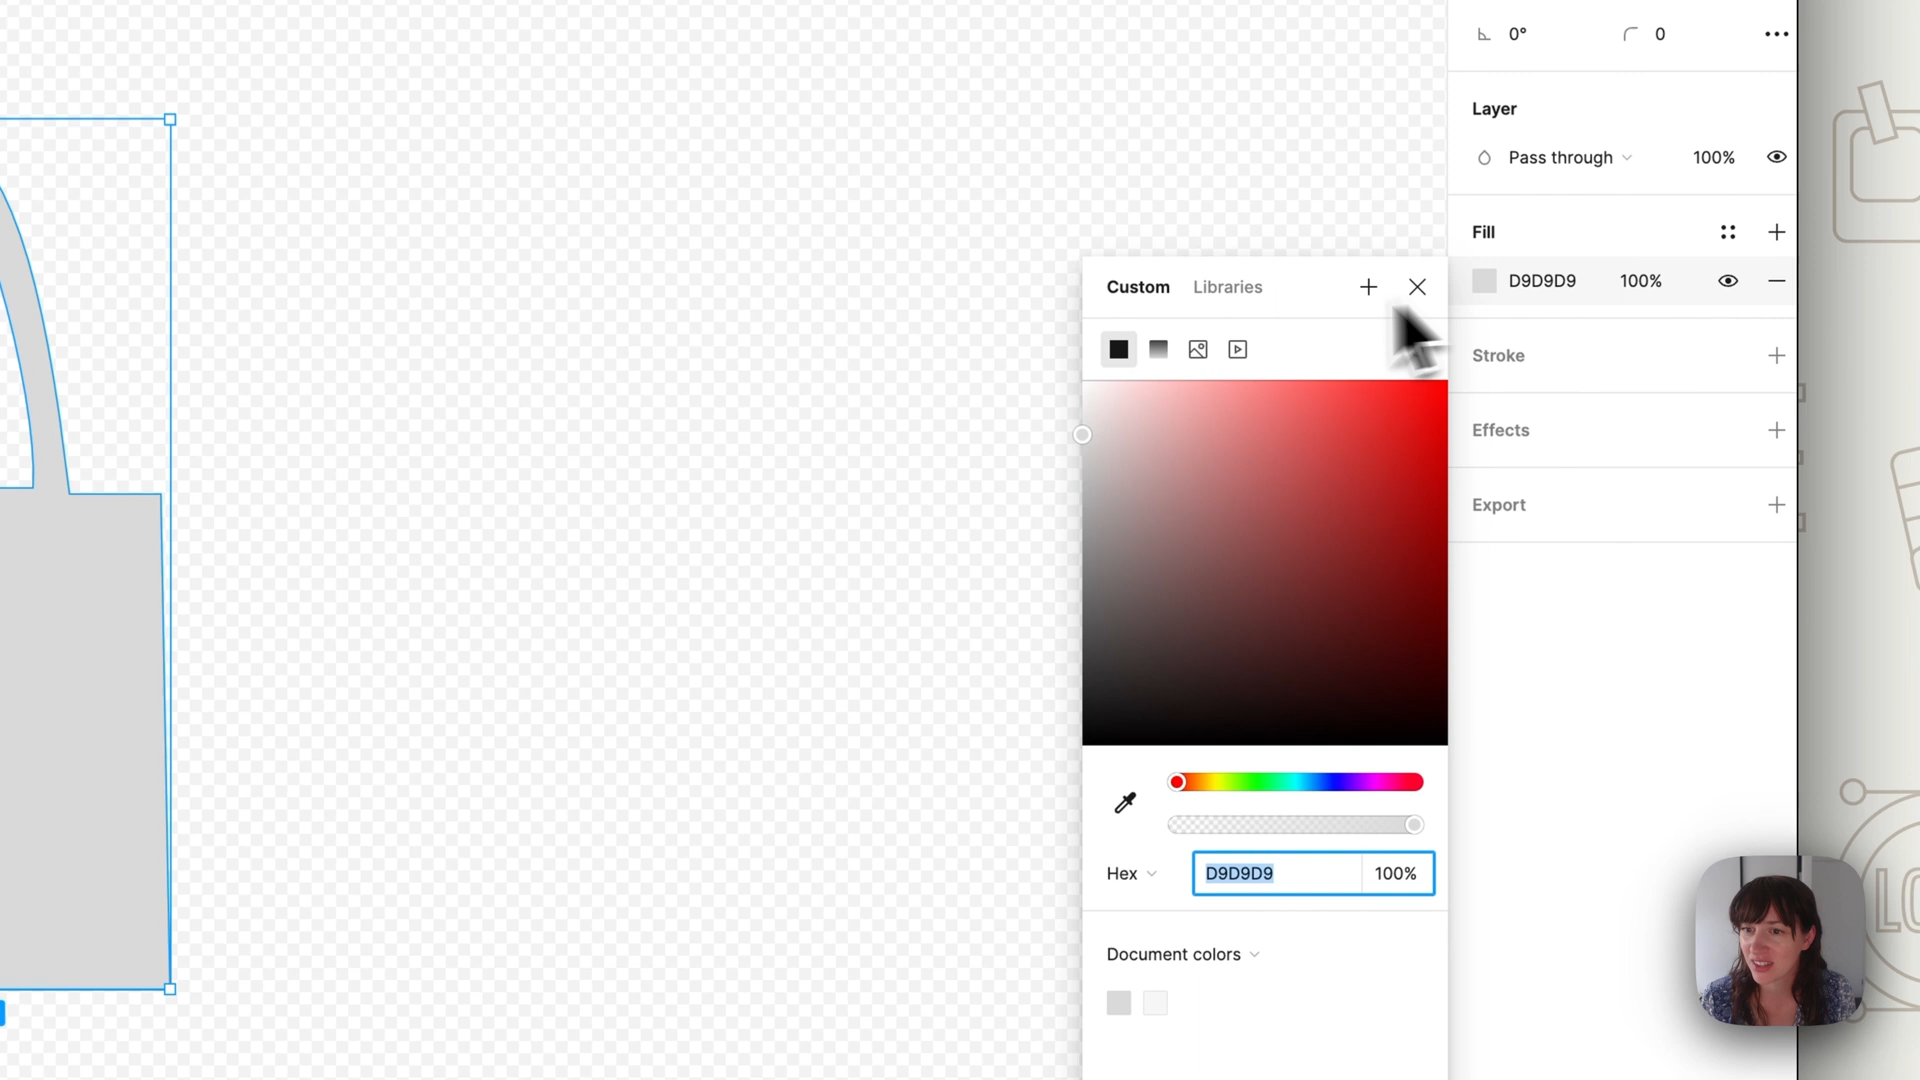 0°
0
Layer
Pass through
100%
Fill
D9D9D9
100%
Custom
Libraries
Stroke
Effects
Export
Hex
D9D9D9
100%
Document colors
LO